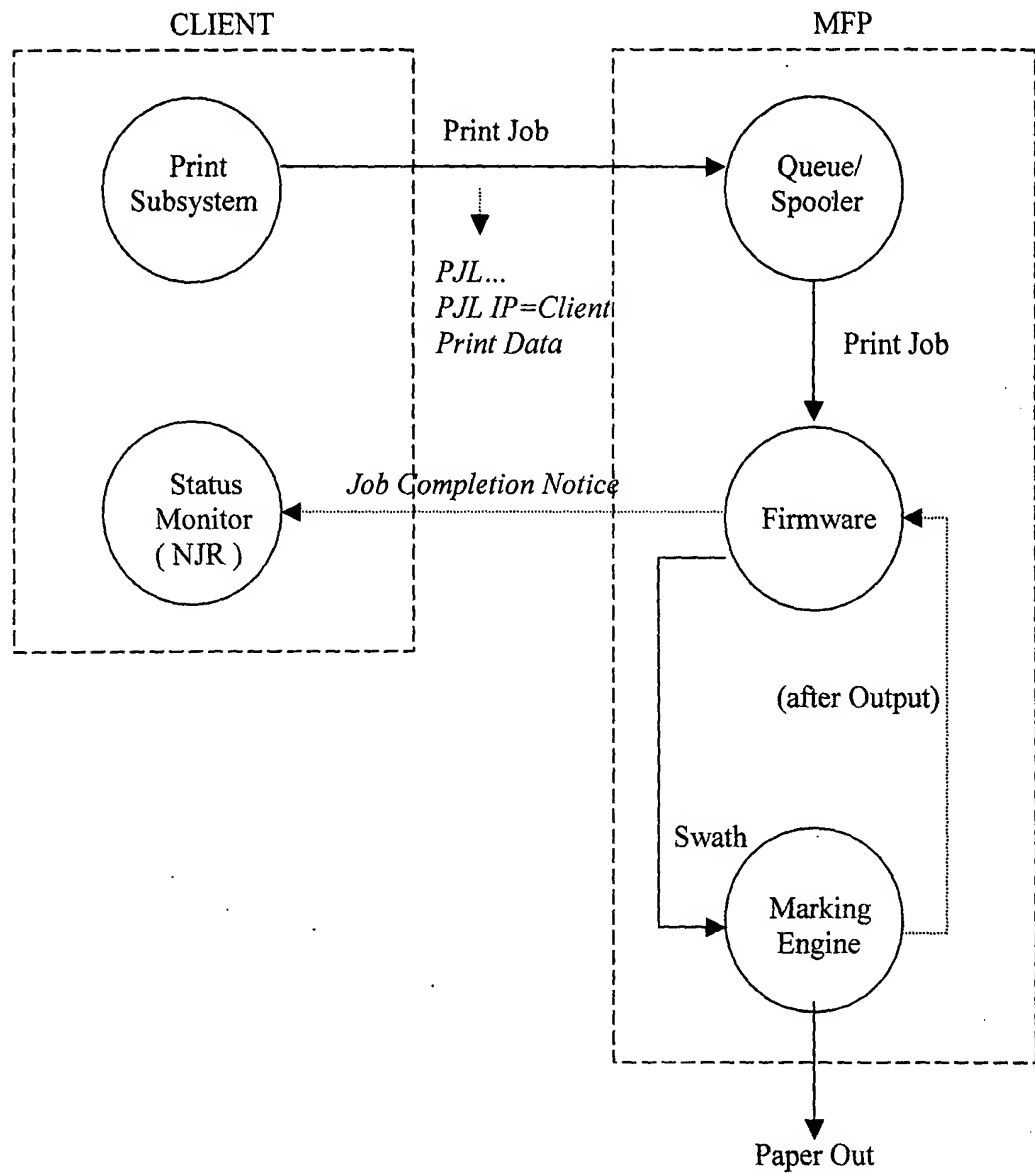 CLIENT
MFP
Print Job
Print
Subsystem
Queue/
Spooler
PJL...
PJL IP=Client
Print Data
Print Job
Status
Monitor
( NJR )
Job Completion Notice
Firmware
(after Output)
Swath
Marking
Engine
Paper Out